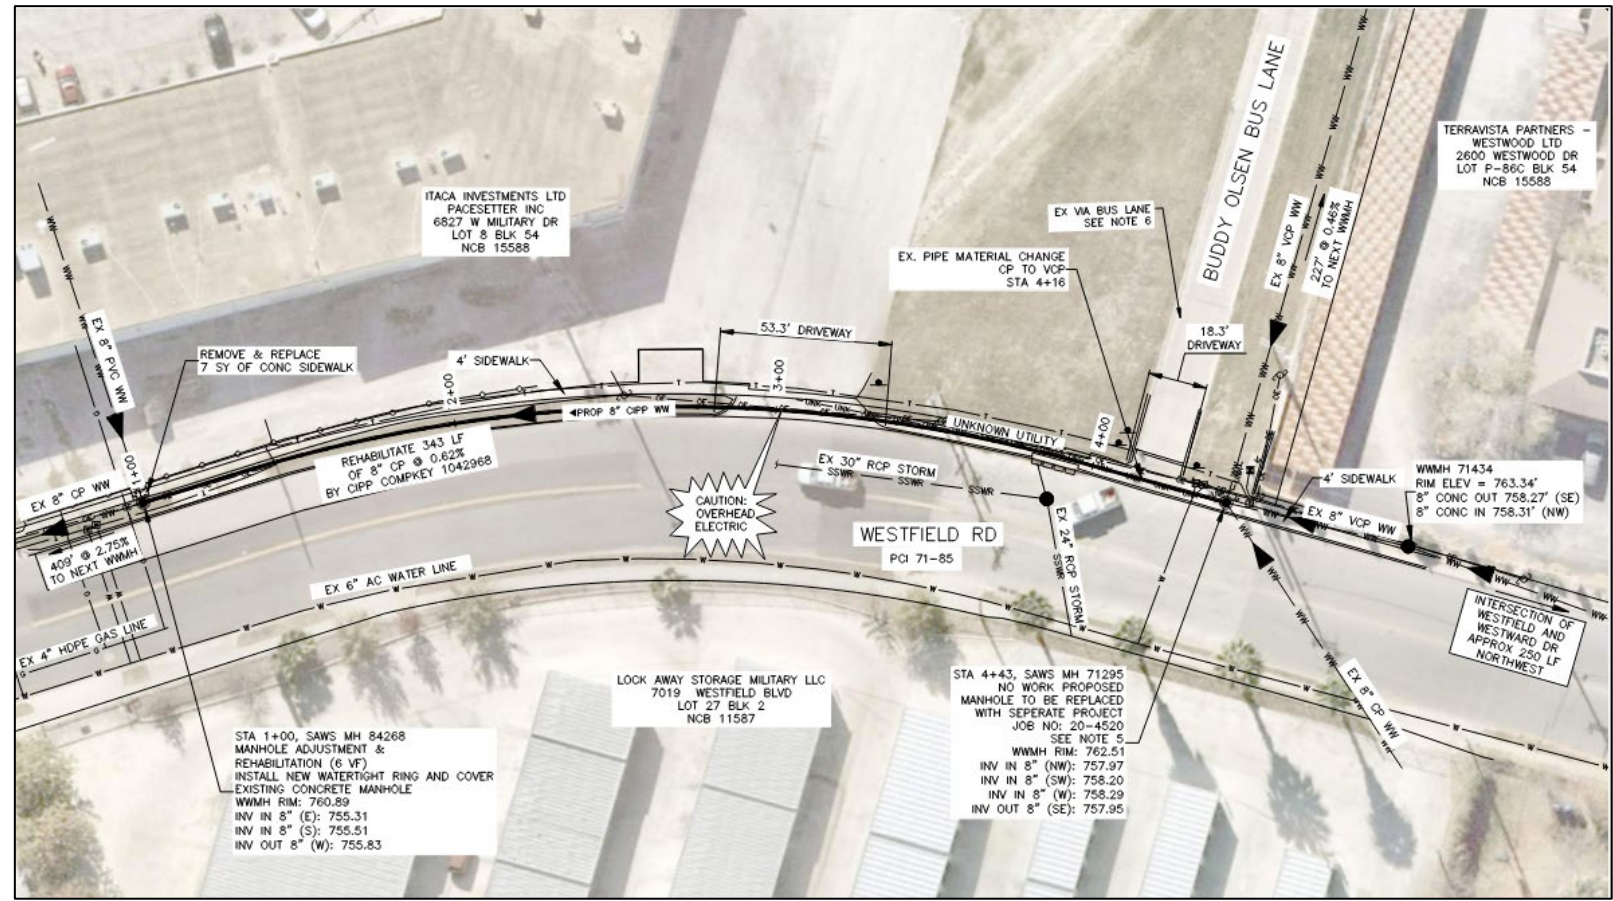 BUDDY OLSEN BUS LANE
TERRAVISTA PARTNERS –
WESTWOOD LTD
2600 WESTWOOD DR
LOT P-86C BLK 54
NCB 15588
ITACA INVESTMENTS LTD
PACESETTER INC
6827 W MILITARY DR
LOT 8 BLK 54
NCB 15588
EX VIA BUS LANE
SEE NOTE 6
EX 8" VCP WW
227' @ 0.46%
TO NEXT WWMH
EX. PIPE MATERIAL CHANGE
CP TO VCP
STA 4+16
EX 8" PVC WW
REMOVE & REPLACE
7 SY OF CONC SIDEWALK
4' SIDEWALK
53.3' DRIVEWAY
18.3'
DRIVEWAY
1+00
2+00
3+00
4+00
PROP 8" CIPP WW
UNKNOWN UTILITY
REHABILITATE 343 LF
OF 8" CP @ 0.62%
BY CIPP COMPKEY 1042968
EX 30" RCP STORM
SSWR
SSWR
SSWR
EX 8" CP WW
409' @ 2.75%
TO NEXT WWMH
CAUTION:
OVERHEAD
ELECTRIC
WESTFIELD RD
PCI 71-85
EX 24" RCP STORM
SSWR
4' SIDEWALK
WWMH 71434
RIM ELEV = 763.34'
8" CONC OUT 758.27' (SE)
8" CONC IN 758.31' (NW)
EX 8" VCP WW
EX 6" AC WATER LINE
EX 4" HDPE GAS LINE
INTERSECTION OF
WESTFIELD AND
WESTWARD DR
APPROX 250 LF
NORTHWEST
EX 8" CP WW
LOCK AWAY STORAGE MILITARY LLC
7019 WESTFIELD BLVD
LOT 27 BLK 2
NCB 11587
STA 4+43, SAWS MH 71295
NO WORK PROPOSED
MANHOLE TO BE REPLACED
WITH SEPERATE PROJECT
JOB NO: 20-4520
SEE NOTE 5
WWMH RIM: 762.51
INV IN 8" (NW): 757.97
INV IN 8" (SW): 758.20
INV IN 8" (W): 758.29
INV OUT 8" (SE): 757.95
STA 1+00, SAWS MH 84268
MANHOLE ADJUSTMENT &
REHABILITATION (6 VF)
INSTALL NEW WATERTIGHT RING AND COVER
EXISTING CONCRETE MANHOLE
WWMH RIM: 760.89
INV IN 8" (E): 755.31
INV IN 8" (S): 755.51
INV OUT 8" (W): 755.83